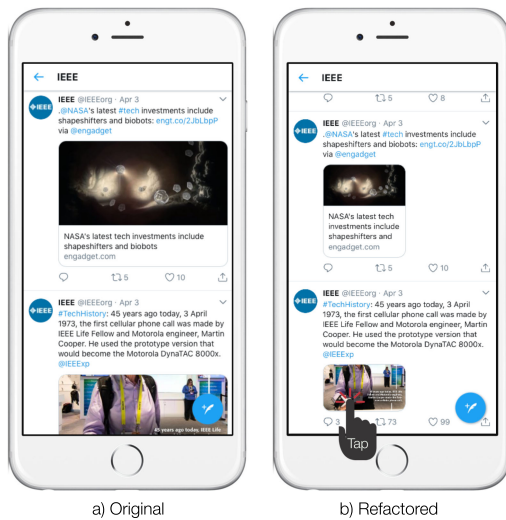 IEEE
IEEE @IEEEorg · Apr 3
.@NASA's latest #tech investments include
shapeshifters and biobots: engt.co/2JbLbpP
via @engadget
NASA's latest tech investments include
shapeshifters and biobots
engadget.com
5
10
IEEE @IEEEorg · Apr 3
#TechHistory: 45 years ago today, 3 April
1973, the first cellular phone call was made by
IEEE Life Fellow and Motorola engineer, Martin
Cooper. He used the prototype version that
would become the Motorola DynaTAC 8000x.
@IEEExp
45 years ago today, IEEE Life
a) Original
IEEE
5
8
IEEE @IEEEorg · Apr 3
.@NASA's latest #tech investments include
shapeshifters and biobots: engt.co/2JbLbpP
via @engadget
NASA's latest tech
investments include
shapeshifters and
engadget.com
5
10
IEEE @IEEEorg · Apr 3
#TechHistory: 45 years ago today, 3 April
1973, the first cellular phone call was made by
IEEE Life Fellow and Motorola engineer, Martin
Cooper. He used the prototype version that
would become the Motorola DynaTAC 8000x.
@IEEExp
3
73
99
Tap
b) Refactored